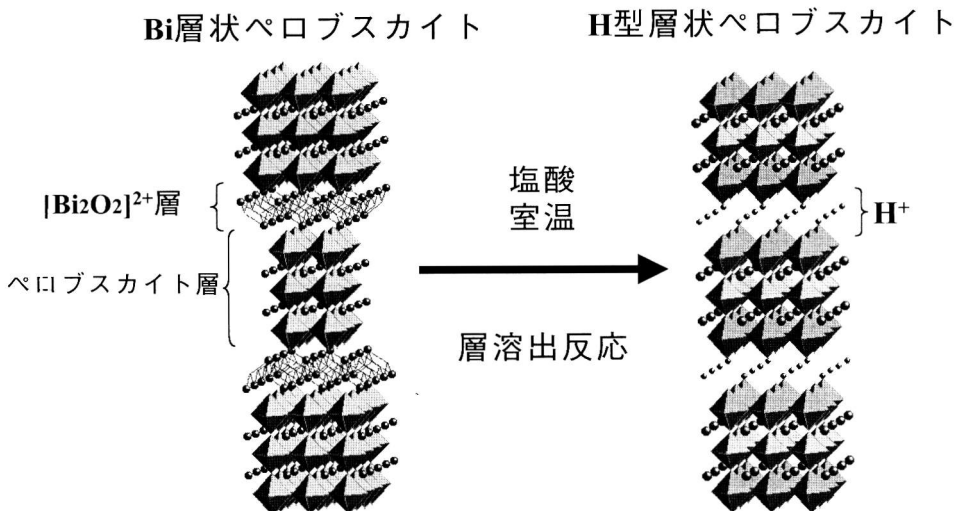 Bi層状ペロブスカイト
H型層状ペロブスカイト
[Bi2O2]2+層
ペロブスカイト層
塩酸
室温
層溶出反応
H+